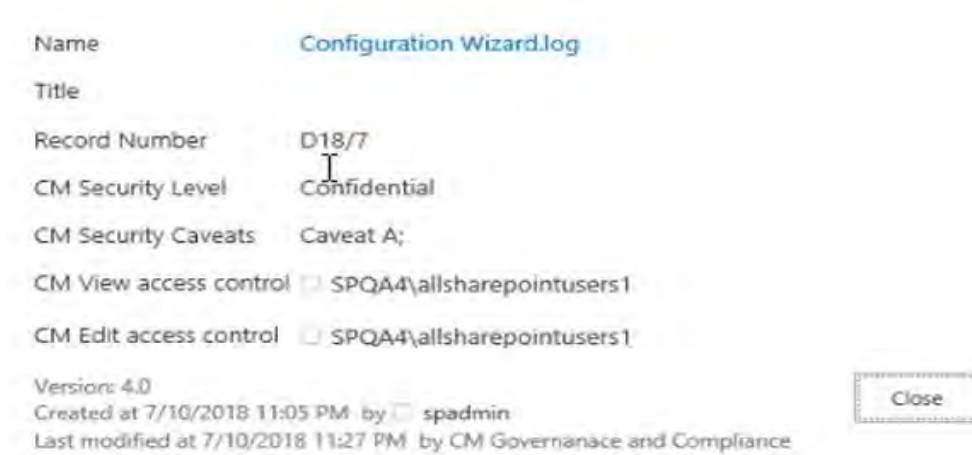 Name Configuration Wizard.log
Title
Record Number D18/7
CM Security Level Confidential
CM Security Caveats Caveat A;
CM View access control SPQA4\allsharepointusers1
CM Edit access control SPQA4\allsharepointusers1
Version: 4.0
Created at 7/10/2018 11:05 PM by spadmin
Close
Last modified at 7/10/2018 11:27 PM by CM Governanace and Compliance